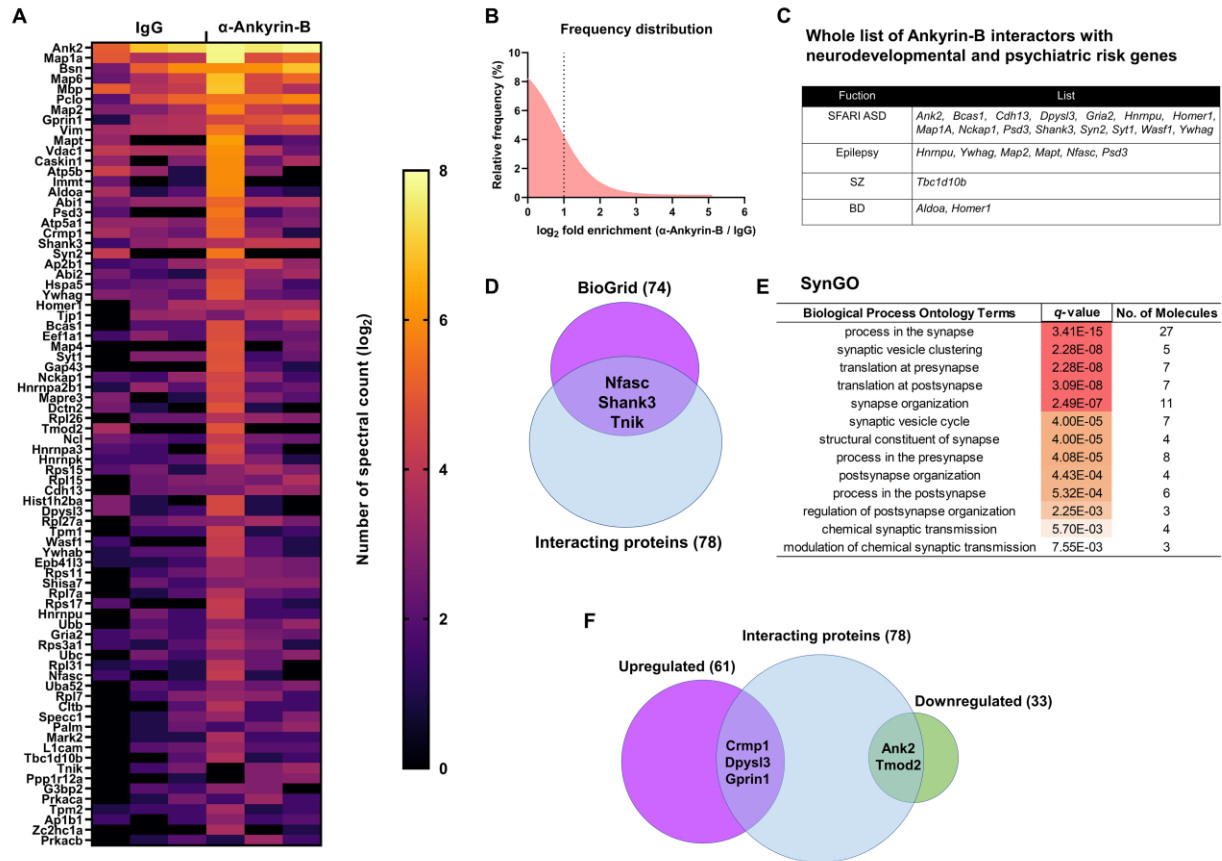 A
IgG
α-Ankyrin-B
Ank2
Map1a
Bsn
Map6
Mbp
Pclo
Map2
Gprin1
Vim
Mapt
Vdac1
Caskin1
Atp5b
Immt
Aldoa
Abi1
Psd3
Atp5a1
Crmp1
Shank3
Syn2
Ap2b1
Abi2
Hspa5
Ywhag
Homer1
Tjp1
Bcas1
Eef1a1
Map4
Syt1
Gap43
Nckap1
Hnrnpa2b1
Mapre3
Dctn2
Rpl26
Tmod2
Ncl
Hnrnpa3
Hnrnpk
Rps15
Rpl15
Cdh13
Hist1h2ba
Dpysl3
Rpl27a
Tpm1
Wasf1
Ywhab
Epb41l3
Rps11
Shisa7
Rpl7a
Rps17
Hnrnpu
Ubb
Gria2
Rps3a1
Ubc
Rpl31
Nfasc
Uba52
Rpl7
Cltb
Specc1
Palm
Mark2
L1cam
Tbc1d10b
Tnik
Ppp1r12a
G3bp2
Prkaca
Tpm2
Ap1b1
Zc2hc1a
Prkacb
Number of spectral count (log2)
8
6
4
2
0
B
Frequency distribution
Relative frequency (%)
10
8
6
4
2
0
0 1 2 3 4 5 6
log2 fold enrichment (α-Ankyrin-B / IgG)
C
Whole list of Ankyrin-B interactors with
neurodevelopmental and psychiatric risk genes
Fuction List
SFARI ASD Ank2, Bcas1, Cdh13, Dpysl3, Gria2, Hnrnpu, Homer1,
Map1A, Nckap1, Psd3, Shank3, Syn2, Syt1, Wasf1, Ywhag
Epilepsy Hnrnpu, Ywhag, Map2, Mapt, Nfasc, Psd3
SZ Tbc1d10b
BD Aldoa, Homer1
D
BioGrid (74)
Nfasc
Shank3
Tnik
Interacting proteins (78)
E SynGO
Biological Process Ontology Terms q-value No. of Molecules
process in the synapse 3.41E-15 27
synaptic vesicle clustering 2.28E-08 5
translation at presynapse 2.28E-08 7
translation at postsynapse 3.09E-08 7
synapse organization 2.49E-07 11
synaptic vesicle cycle 4.00E-05 7
structural constituent of synapse 4.00E-05 4
process in the presynapse 4.08E-05 8
postsynapse organization 4.43E-04 4
process in the postsynapse 5.32E-04 6
regulation of postsynapse organization 2.25E-03 3
chemical synaptic transmission 5.70E-03 4
modulation of chemical synaptic transmission 7.55E-03 3
F
Interacting proteins (78)
Upregulated (61)
Downregulated (33)
Crmp1
Dpysl3
Gprin1
Ank2
Tmod2